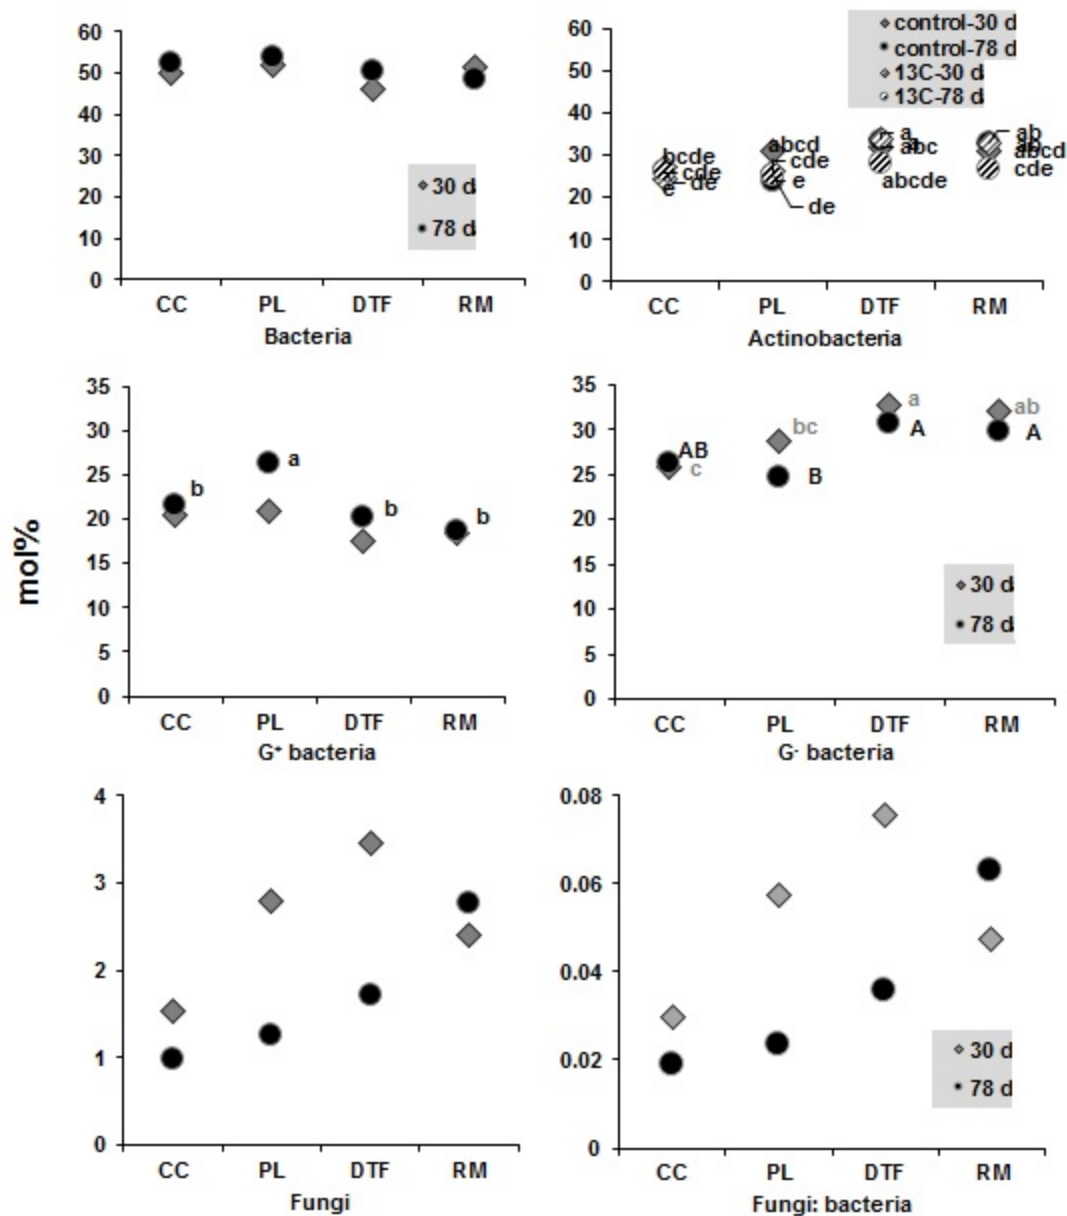 60
50
40
30
20
10
0
30 d
78 d
CC PL DTF RM
Bacteria
60
50
40
30
20
10
0
control-30 d
control-78 d
13C-30 d
13C-78 d
bcde
cde
de
e
abcd
cde
e
de
a
abc
abcde
ab
abcd
cde
CC PL DTF RM
Actinobacteria
mol%
35
30
25
20
15
10
5
0
b
a
b
b
CC PL DTF RM
G+ bacteria
35
30
25
20
15
10
5
0
AB
c
bc
B
a
A
ab
A
30 d
78 d
CC PL DTF RM
G- bacteria
4
3
2
1
0
CC PL DTF RM
Fungi
0.08
0.06
0.04
0.02
0
30 d
78 d
CC PL DTF RM
Fungi: bacteria